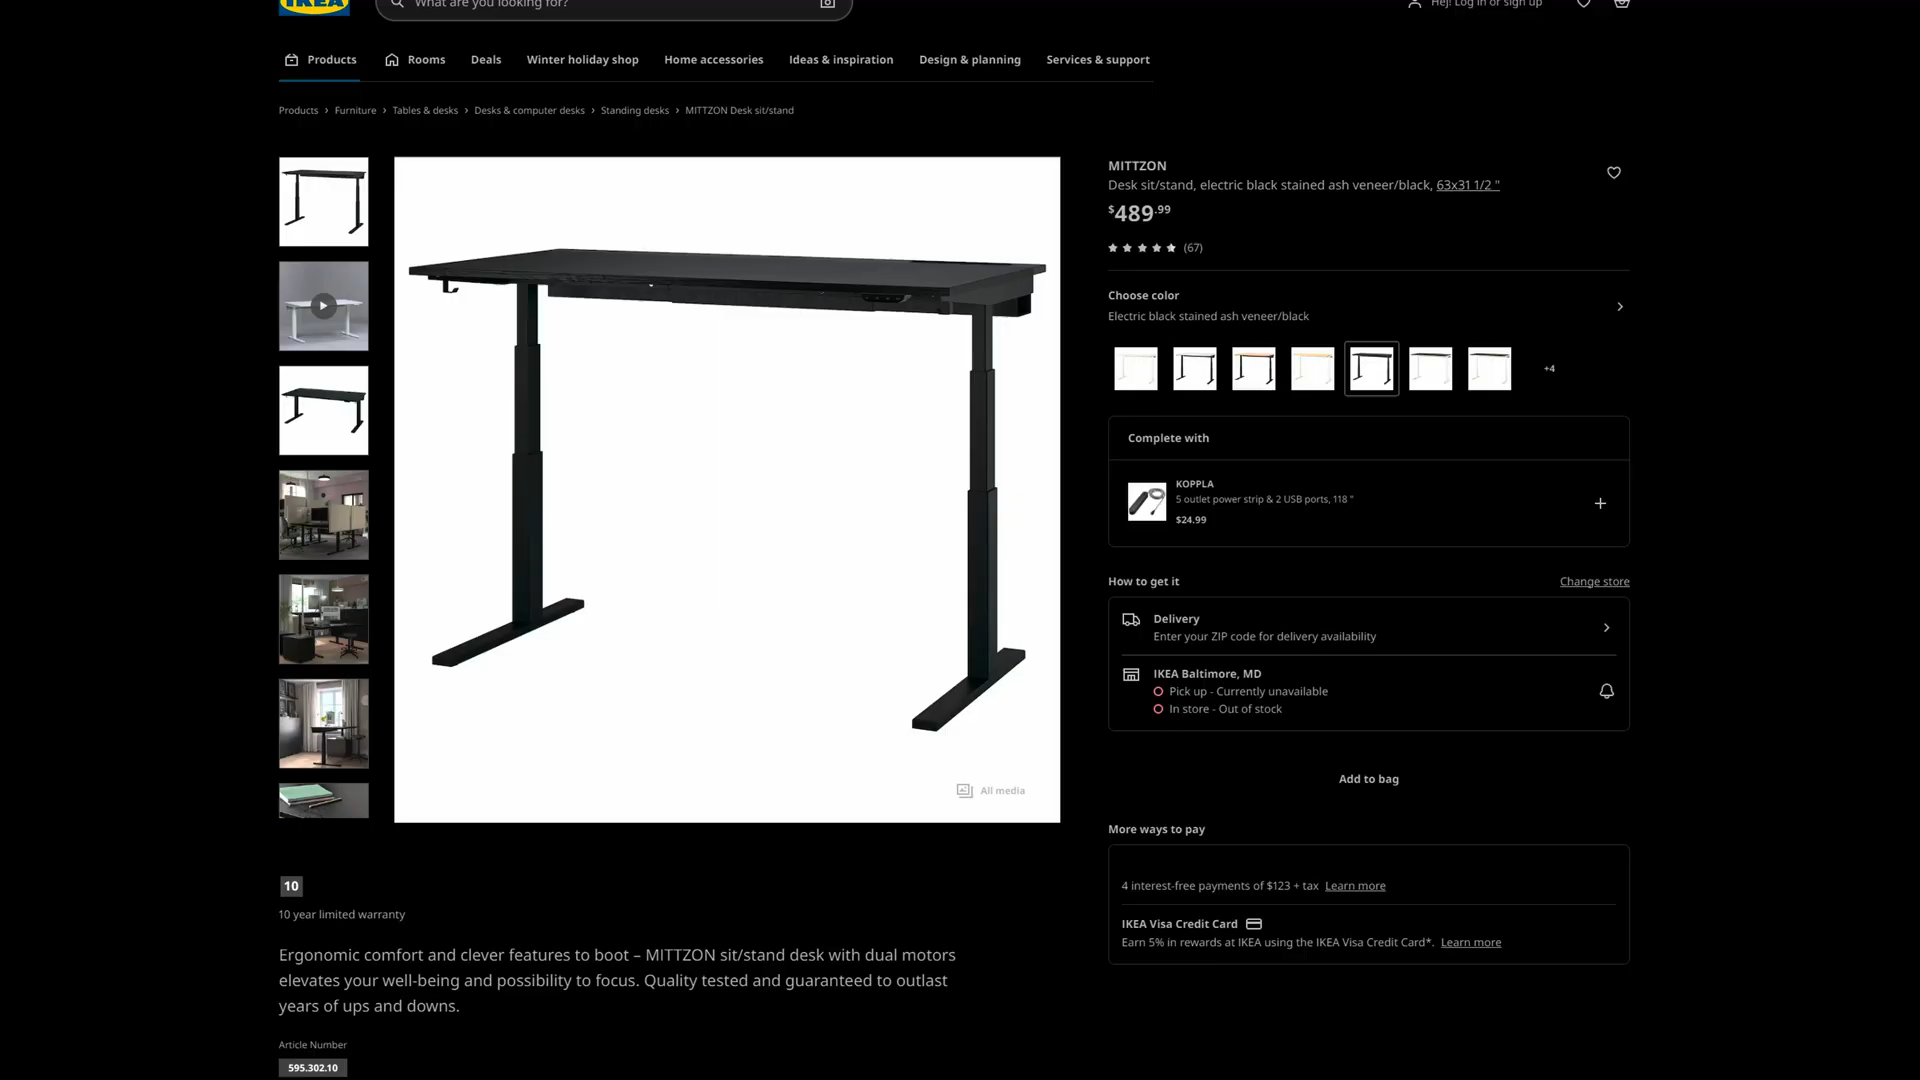 IKEA
What are you looking for?
Hej! Log in or sign up
Products
Rooms
Deals
Winter holiday shop
Home accessories
Ideas & inspiration
Design & planning
Services & support
Products › Furniture › Tables & desks › Desks & computer desks › Standing desks › MITTZON Desk sit/stand
MITTZON
Desk sit/stand, electric black stained ash veneer/black, 63x31 1/2 "
$489.99
(67)
Choose color
Electric black stained ash veneer/black
+4
Complete with
KOPPLA
5 outlet power strip & 2 USB ports, 118 "
$24.99
How to get it
Change store
Delivery
Enter your ZIP code for delivery availability
IKEA Baltimore, MD
Pick up - Currently unavailable
In store - Out of stock
All media
Add to bag
More ways to pay
4 interest-free payments of $123 + tax Learn more
IKEA Visa Credit Card
Earn 5% in rewards at IKEA using the IKEA Visa Credit Card*. Learn more
10
10 year limited warranty
Ergonomic comfort and clever features to boot – MITTZON sit/stand desk with dual motors
elevates your well-being and possibility to focus. Quality tested and guaranteed to outlast
years of ups and downs.
Article Number
595.302.10